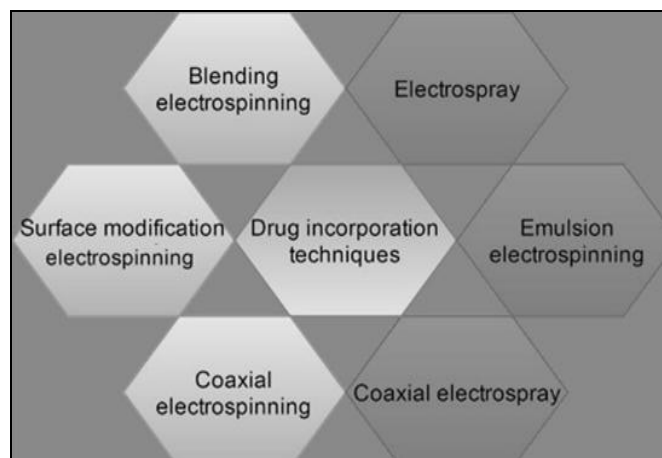 Blending
electrospinning
Electrospray
Surface modification
electrospinning
Drug incorporation
techniques
Emulsion
electrospinning
Coaxial
electrospinning
Coaxial electrospray